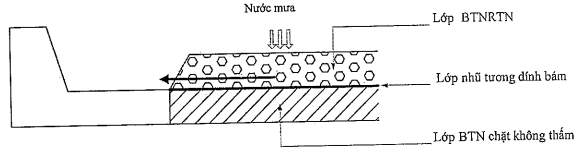 Nước mưa
Lớp BTNRTN
Lớp nhũ tương dính bám
Lớp BTN chặt không thấm